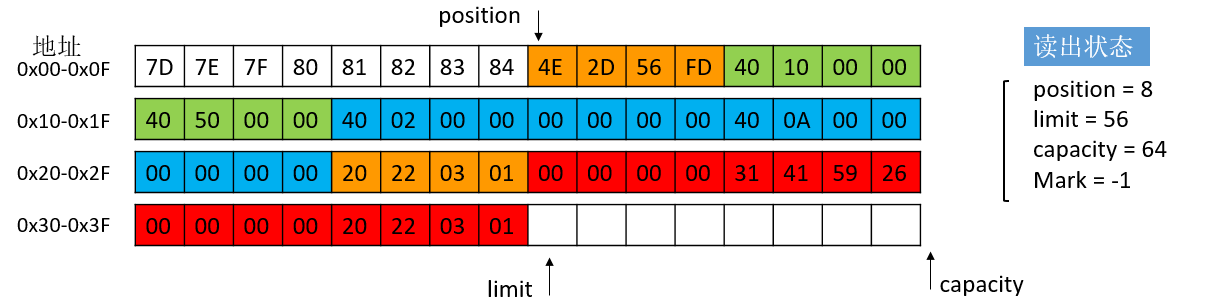 position
地址
读出状态
0x00-0x0F 7D 7E 7F 80 81 82 83 84 4E 2D 56 FD 40 10 00 00
position = 8
0x10-0x1F 40 50 00 00 40 02 00 00 00 00 00 00 40 0A 00 00
limit = 56
capacity = 64
0x20-0x2F 00 00 00 00 20 22 03 01 00 00 00 00 31 41 59 26
Mark = -1
0x30-0x3F 00 00 00 00 20 22 03 01
limit
capacity